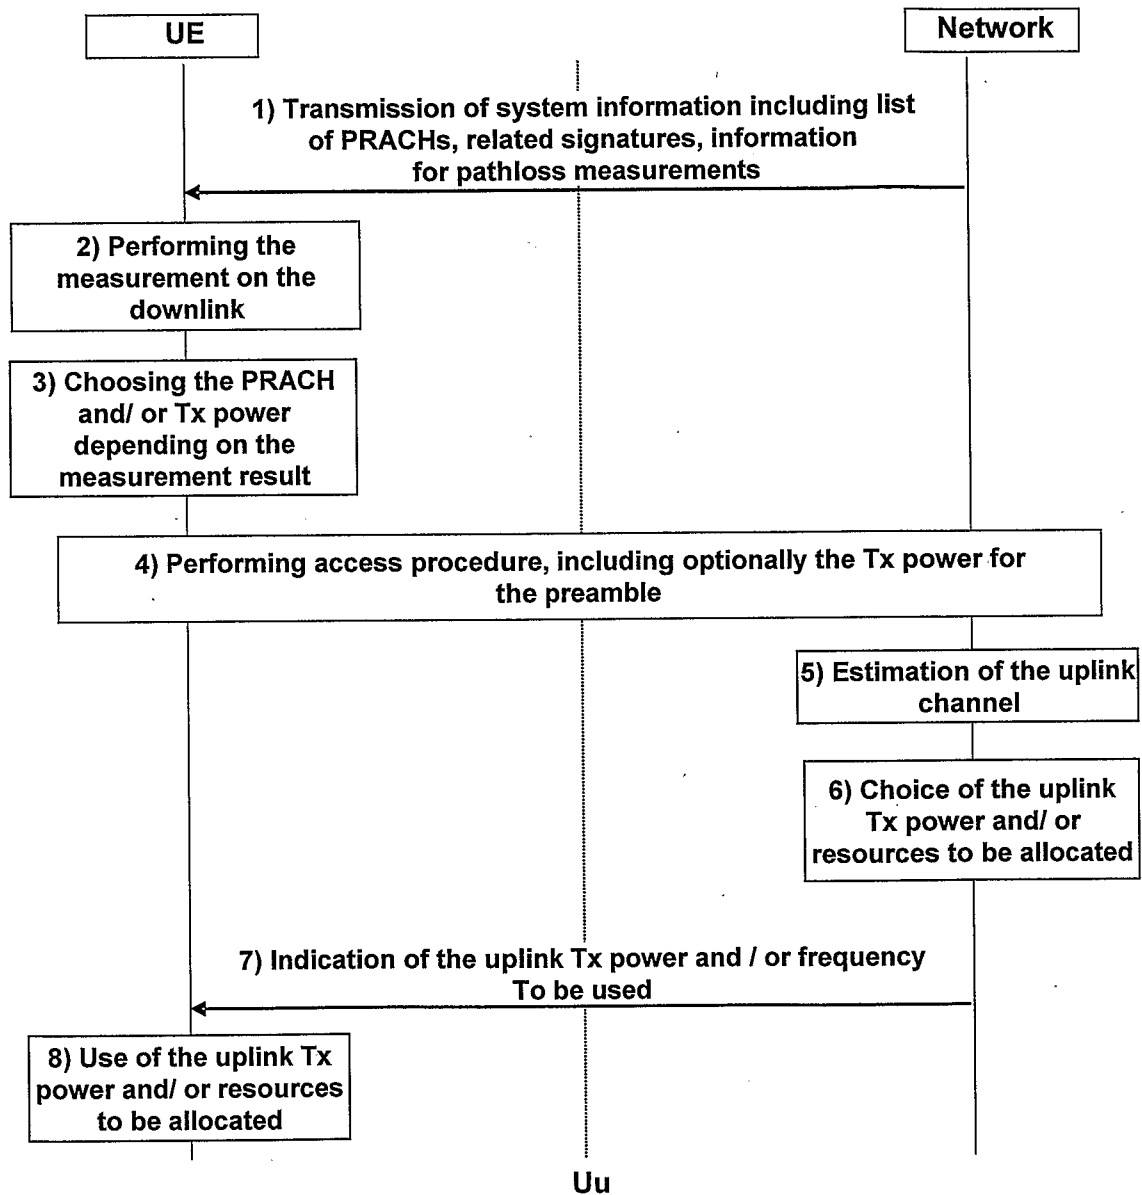 UE
Network
1) Transmission of system information including list
of PRACHs, related signatures, information
for pathloss measurements
2) Performing the
measurement on the
downlink
3) Choosing the PRACH
and/ or Tx power
depending on the
measurement result
4) Performing access procedure, including optionally the Tx power for
the preamble
5) Estimation of the uplink
channel
6) Choice of the uplink
Tx power and/ or
resources to be allocated
7) Indication of the uplink Tx power and / or frequency
To be used
8) Use of the uplink Tx
power and/ or resources
to be allocated
Uu